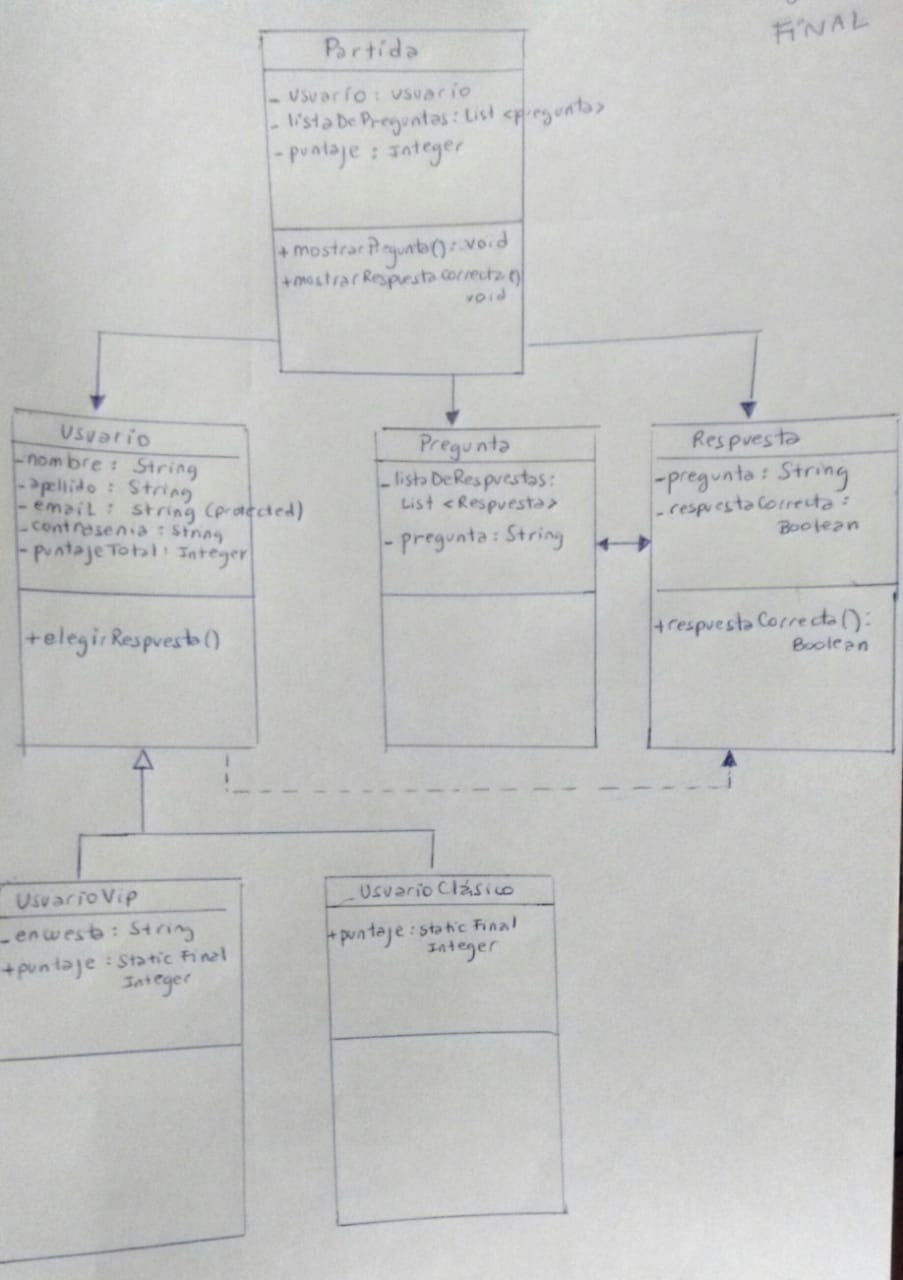 FINAL
Partida
- usuario : usuario
- listaDePreguntas: List <pregunta>
- puntaje : Integer
+ mostrarPregunta(): void
+ mostrarRespuestaCorrecta()
void
Usuario
- nombre : String
- apellido : String
- email : String (protected)
- contrasenia : String
- puntajeTotal : Integer
+ elegirRespuesta()
Pregunta
- listaDeRespuestas:
List <Respuesta>
- pregunta : String
Respuesta
- pregunta : String
- respuestaCorrecta :
Boolean
+ respuestaCorrecta():
Boolean
UsuarioVip
- encuesta : String
+ puntaje : Static Final
Integer
UsuarioClásico
+ puntaje : static Final
Integer